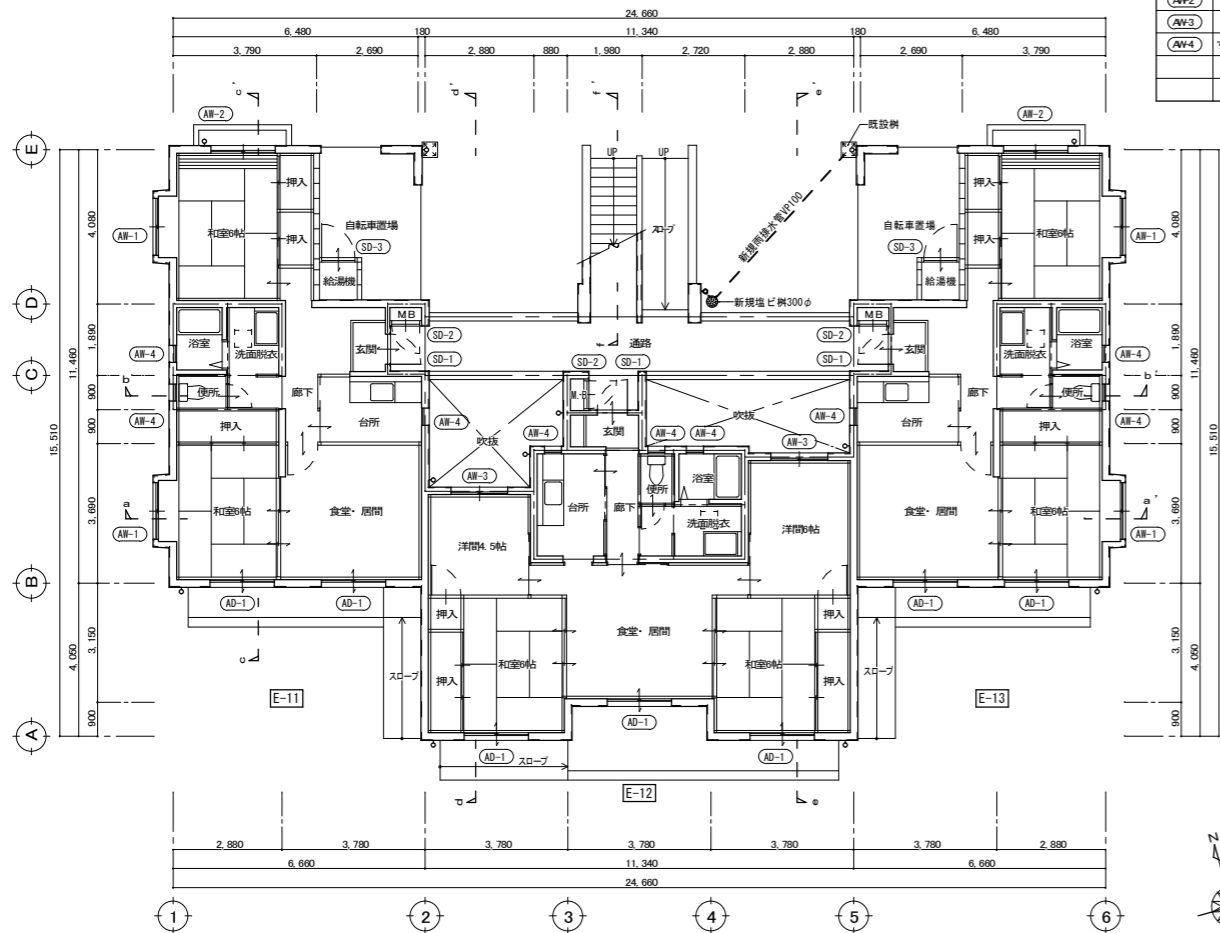 24,660
6,480 180 11,340 180 6,480
3,790 2,690 2,880 880 1,980 2,720 2,880 2,690 3,790
AW-2
AW-3
AW-4
c' d' f' e'
AW-2 AW-2
既設桝
E E
UP UP
押入 押入
和室6帖 自転車置場 自転車置場 和室6帖
AW-1 押入 SD-3 スロープ 新規雨排水管VP100 SD-3 押入 AW-1
給湯機 給湯機
新規塩ビ桝300φ
D D
MB MB
浴室 洗面脱衣 玄関 SD-2 通路 SD-2 玄関 洗面脱衣 浴室
AW-4 SD-1 SD-2 SD-1 SD-1 AW-4
C C
b 便所 廊下 M.B 廊下 便所 b'
AW-4 台所 AW-4 吹抜 玄関 吹抜 AW-4 台所 AW-4
押入 AW-4 AW-4 AW-4 AW-3 押入
AW-3 便所 浴室
台所 廊下
a a'
AW-1 和室6帖 食堂・居間 洗面脱衣 食堂・居間 和室6帖 AW-1
洋間4.5帖 洋間6帖
B B
AD-1 AD-1 AD-1 AD-1
押入 押入
食堂・居間
和室6帖 和室6帖
スロープ 押入 押入 スロープ
c
E-11 E-13
AD-1
A A
AD-1 スロープ AD-1
E-12
d f e
4,080 4,080
1,890 1,890
11,460 11,460
900 900
900 900
15,510 15,510
3,690 3,690
3,150 3,150
4,050 4,050
900 900
2,880 3,780 3,780 3,780 3,780 3,780 2,880
6,660 11,340 6,660
24,660
N
1 2 3 4 5 6